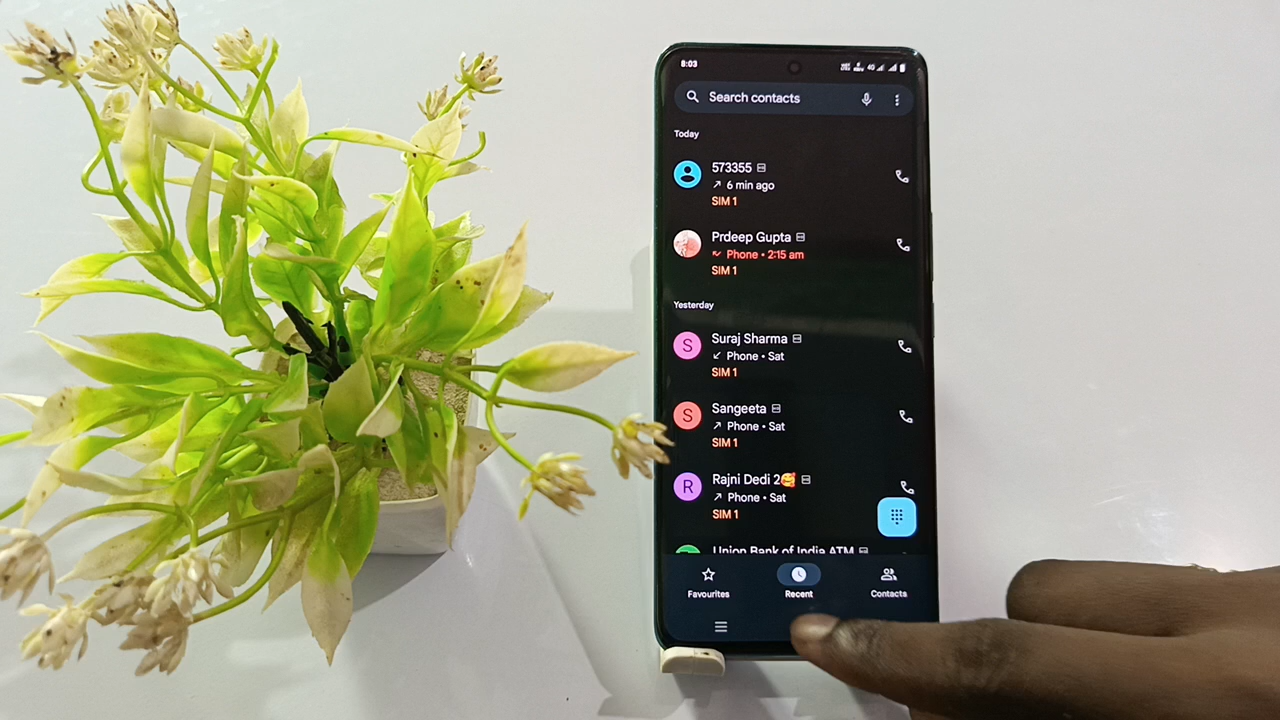 8:03
4G
Search contacts
Today
573355
6 min ago
SIM 1
Prdeep Gupta
Phone • 2:15 am
SIM 1
Yesterday
Suraj Sharma
Phone • Sat
SIM 1
Sangeeta
Phone • Sat
SIM 1
Rajni Dedi 2🥰
Phone • Sat
SIM 1
Union Bank of India ATM
Favourites
Recent
Contacts